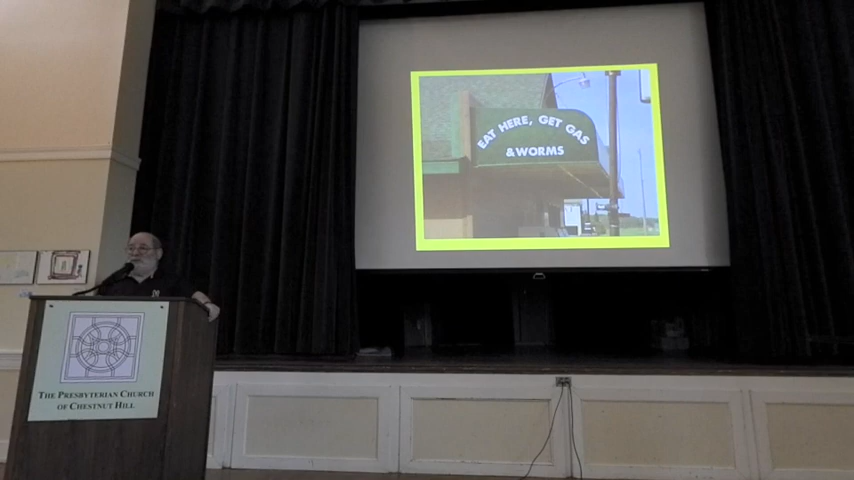 EAT HERE, GET GAS
&WORMS
THE PRESBYTERIAN CHURCH
OF CHESTNUT HILL